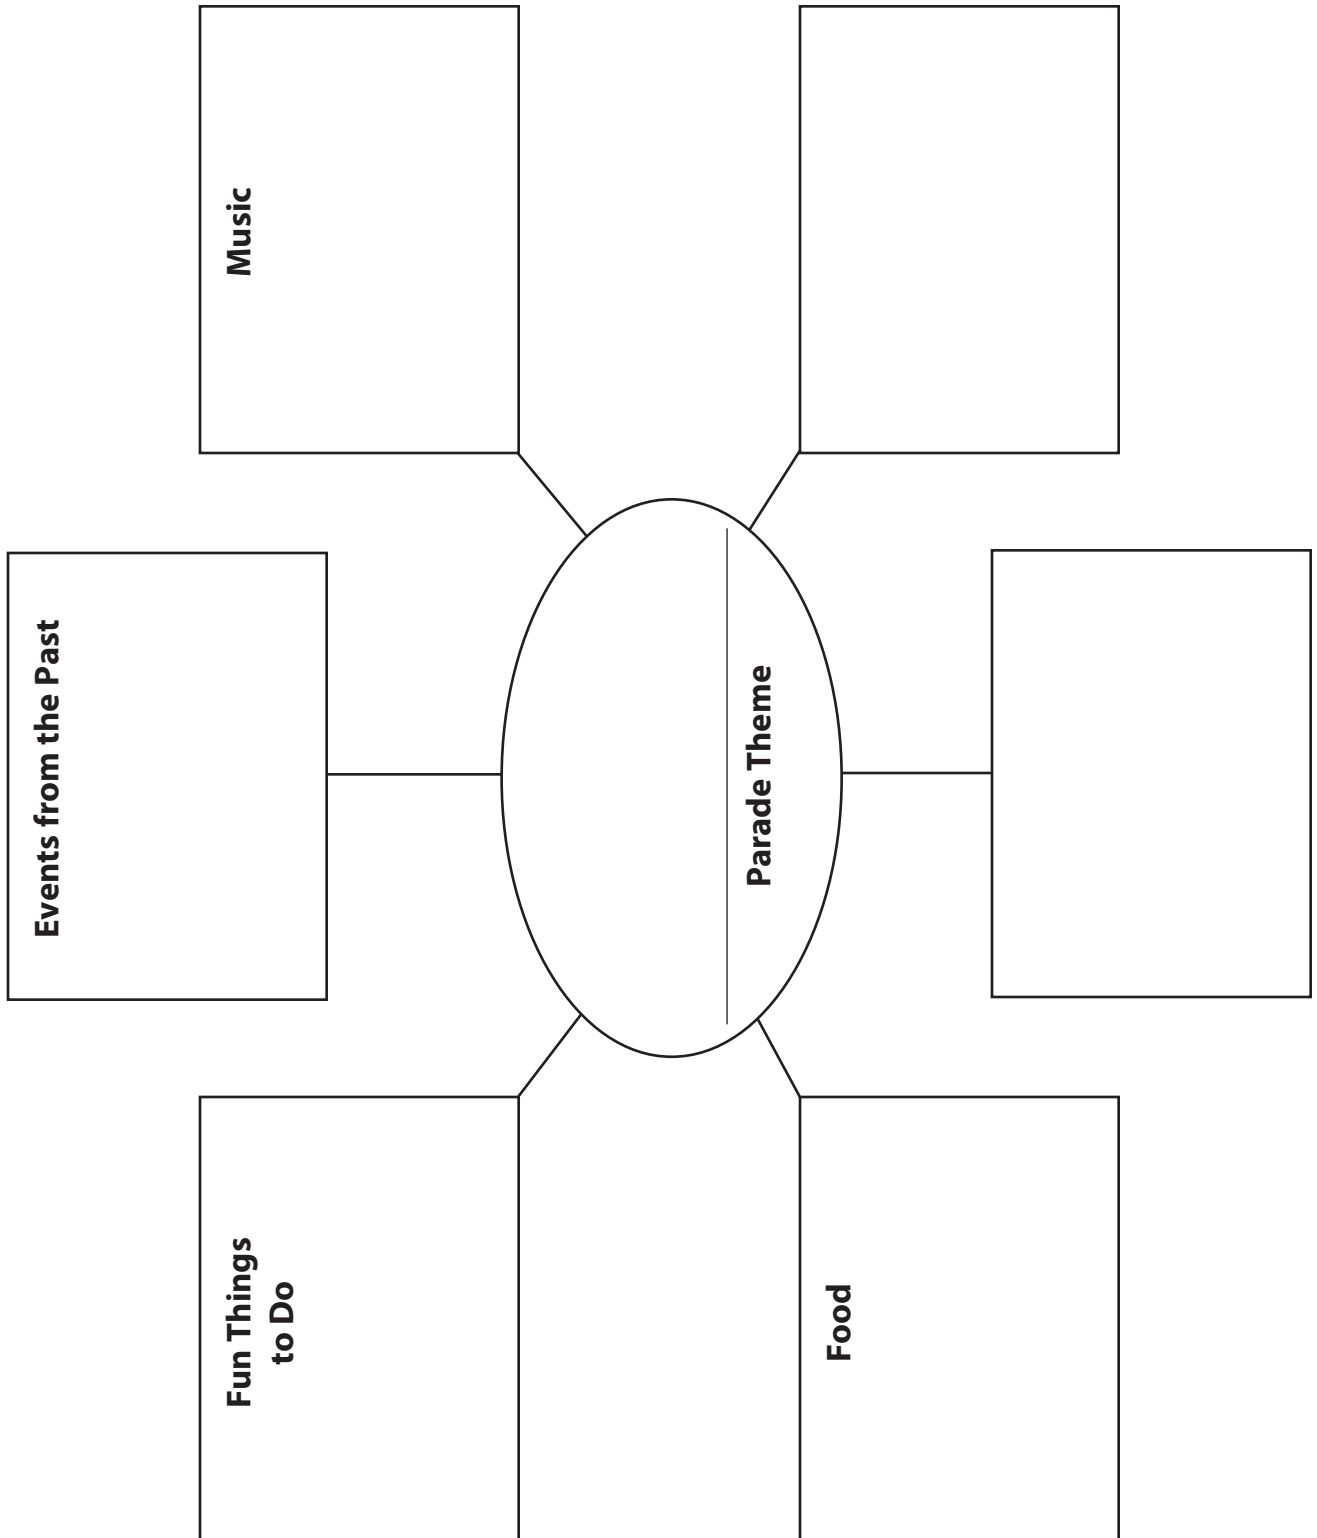 Fun Things
to Do
Events from the Past
Music
Parade Theme
Food